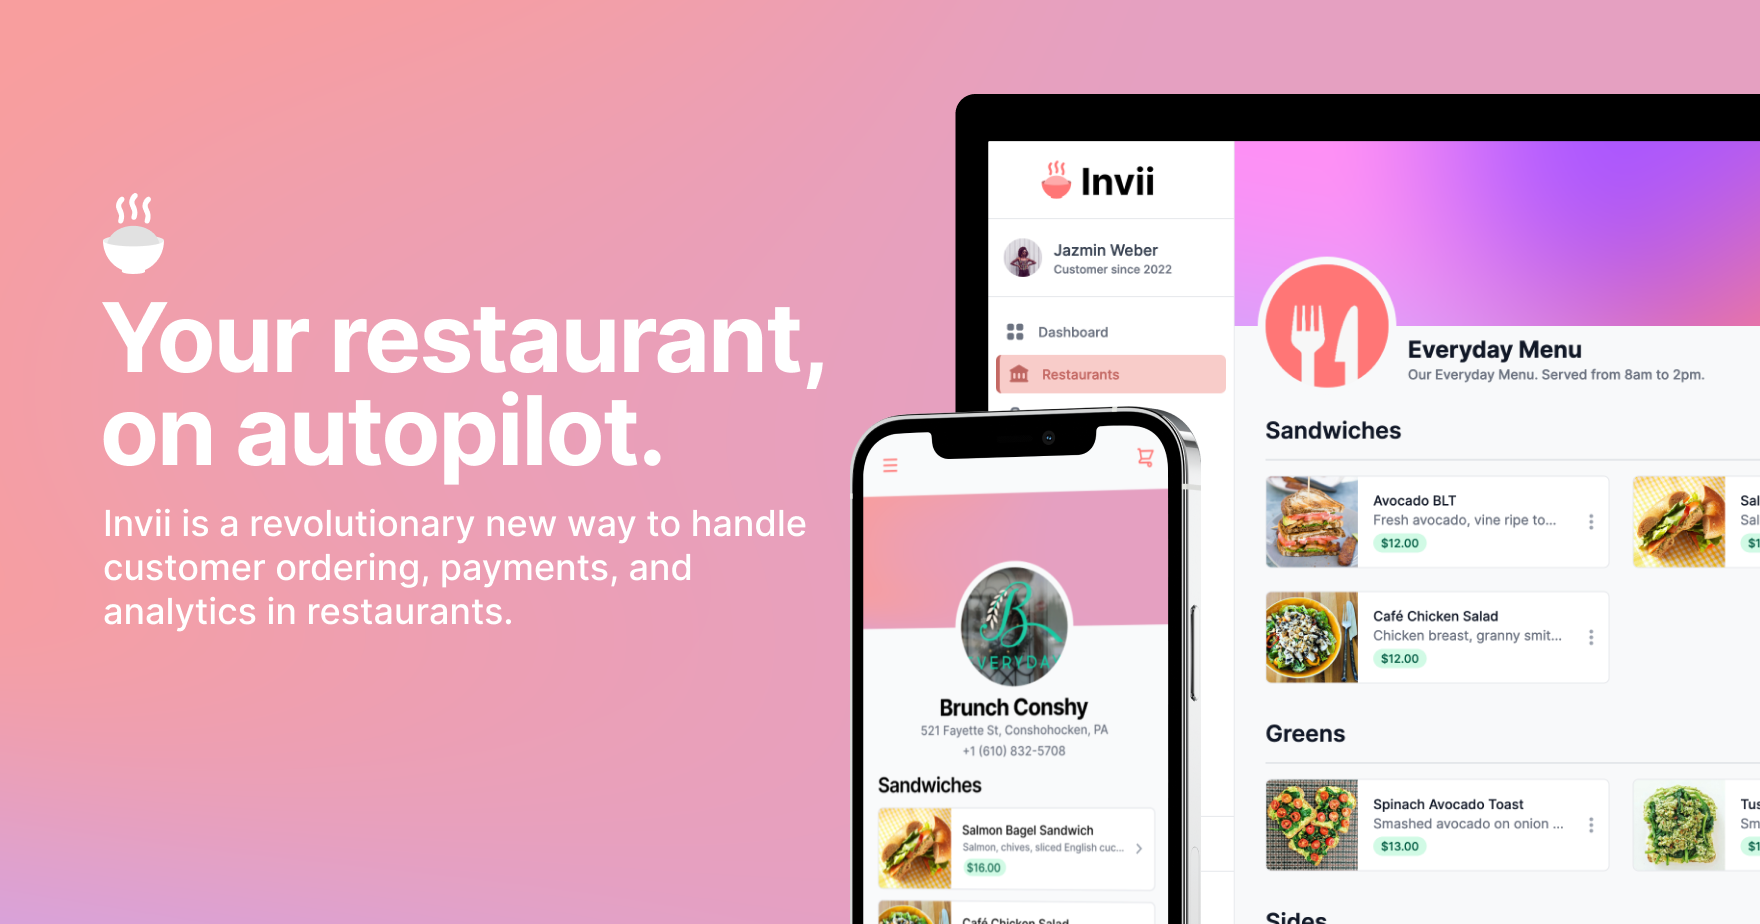 Your restaurant,
on autopilot.
Invii is a revolutionary new way to handle
customer ordering, payments, and
analytics in restaurants.
Invii
Jazmin Weber
Customer since 2022
Dashboard
Restaurants
Everyday Menu
Our Everyday Menu. Served from 8am to 2pm.
Sandwiches
Avocado BLT
Fresh avocado, vine ripe to...
$12.00
Sal
Sal
$1
Café Chicken Salad
Chicken breast, granny smit...
$12.00
Greens
Spinach Avocado Toast
Smashed avocado on onion ...
$13.00
Tus
Sm
$1
Sides
B
EVERYDAY
Brunch Conshy
521 Fayette St, Conshohocken, PA
+1 (610) 832-5708
Sandwiches
Salmon Bagel Sandwich
Salmon, chives, sliced English cuc...
$16.00
Café Chicken Salad